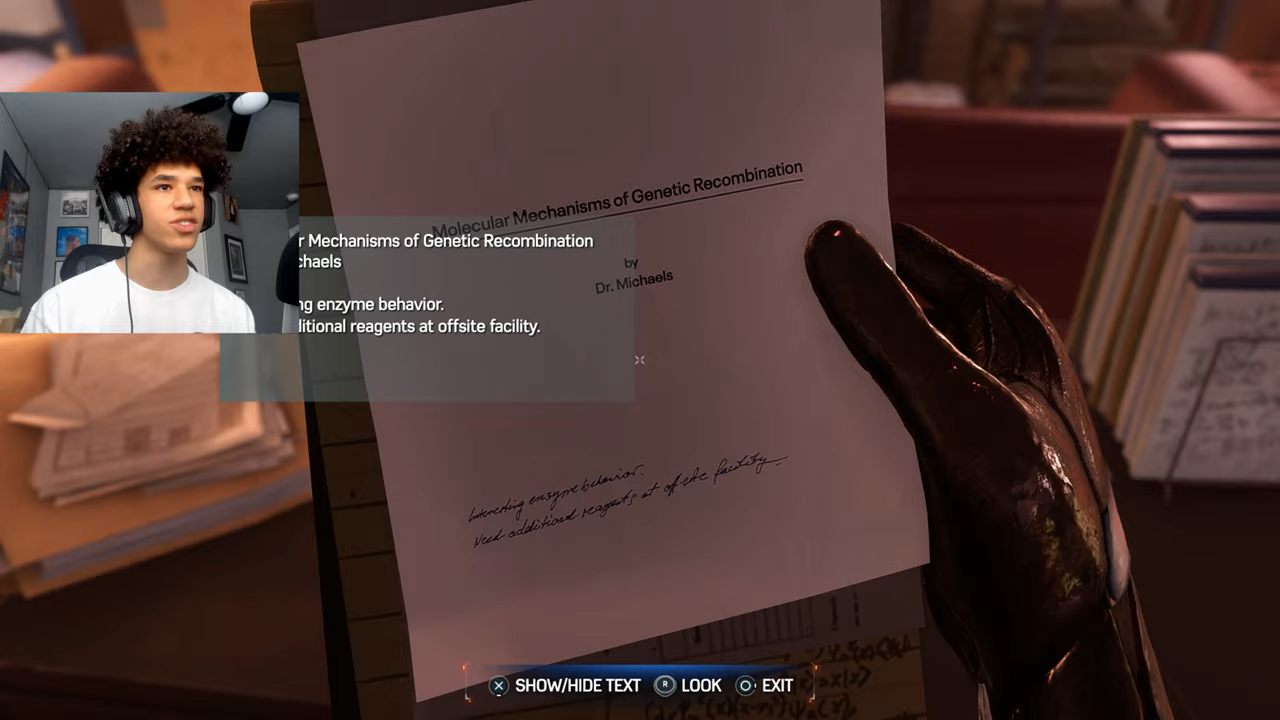 Molecular Mechanisms of Genetic Recombination
by
Dr. Michaels
r Mechanisms of Genetic Recombination
chaels
ng enzyme behavior.
ditional reagents at offsite facility.
Interesting enzyme behavior.
Need additional reagents at offsite facility.
SHOW/HIDE TEXT R LOOK EXIT